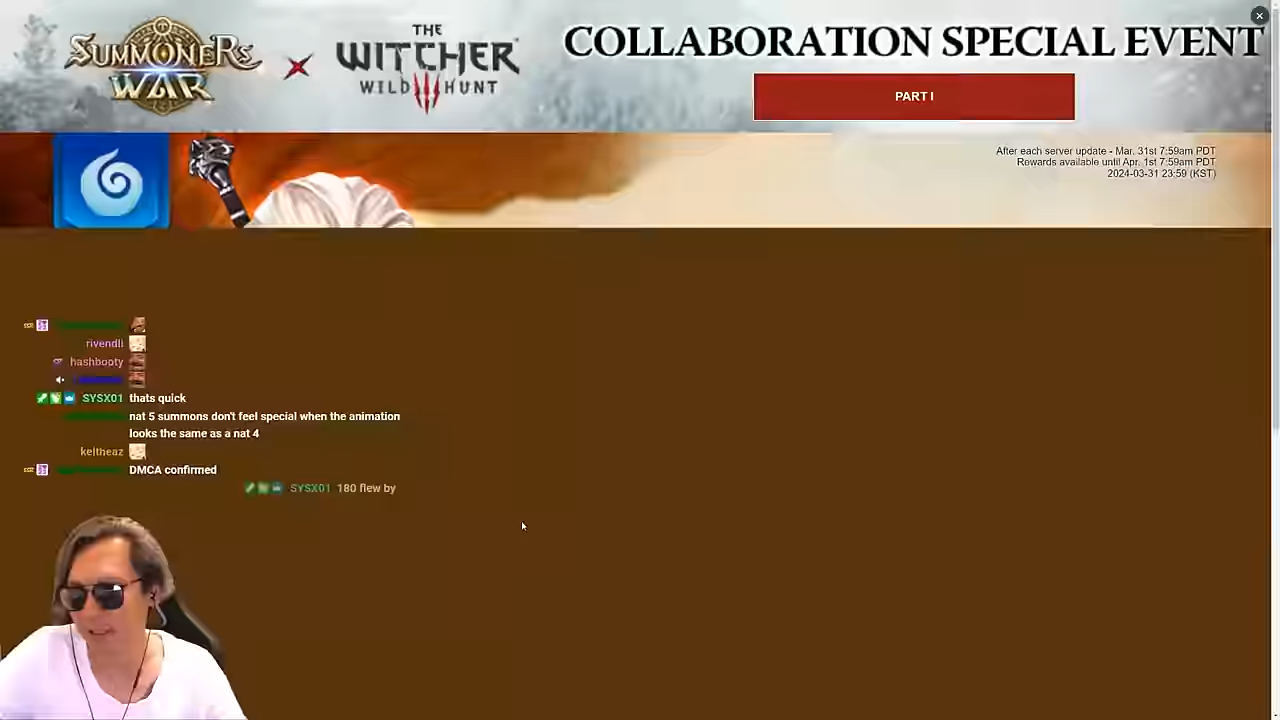 SUMMONERS WAR
THE WITCHER
WILD HUNT
COLLABORATION SPECIAL EVENT
PART I
After each server update - Mar. 31st 7:59am PDT
Rewards available until Apr. 1st 7:59am PDT
2024-03-31 23:59 (KST)
rivendli
hashbooty
SYSX01 thats quick
nat 5 summons don't feel special when the animation
looks the same as a nat 4
keltheaz
DMCA confirmed
SYSX01 180 flew by